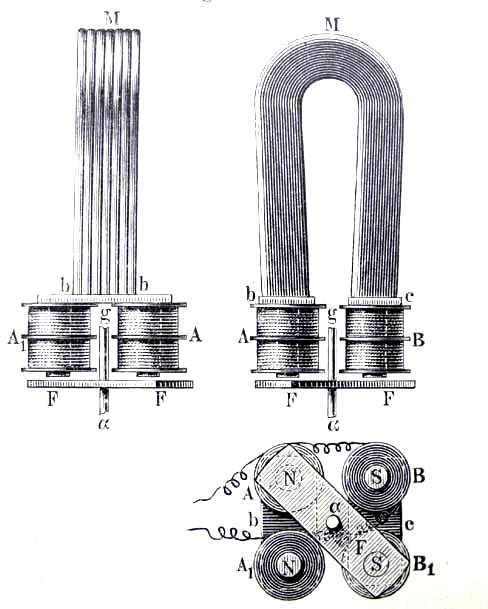 M
b b
A1 g A
F F
α
M
b c
A g B
F F
α
N S B
A
α
b F c
A1 N S B1